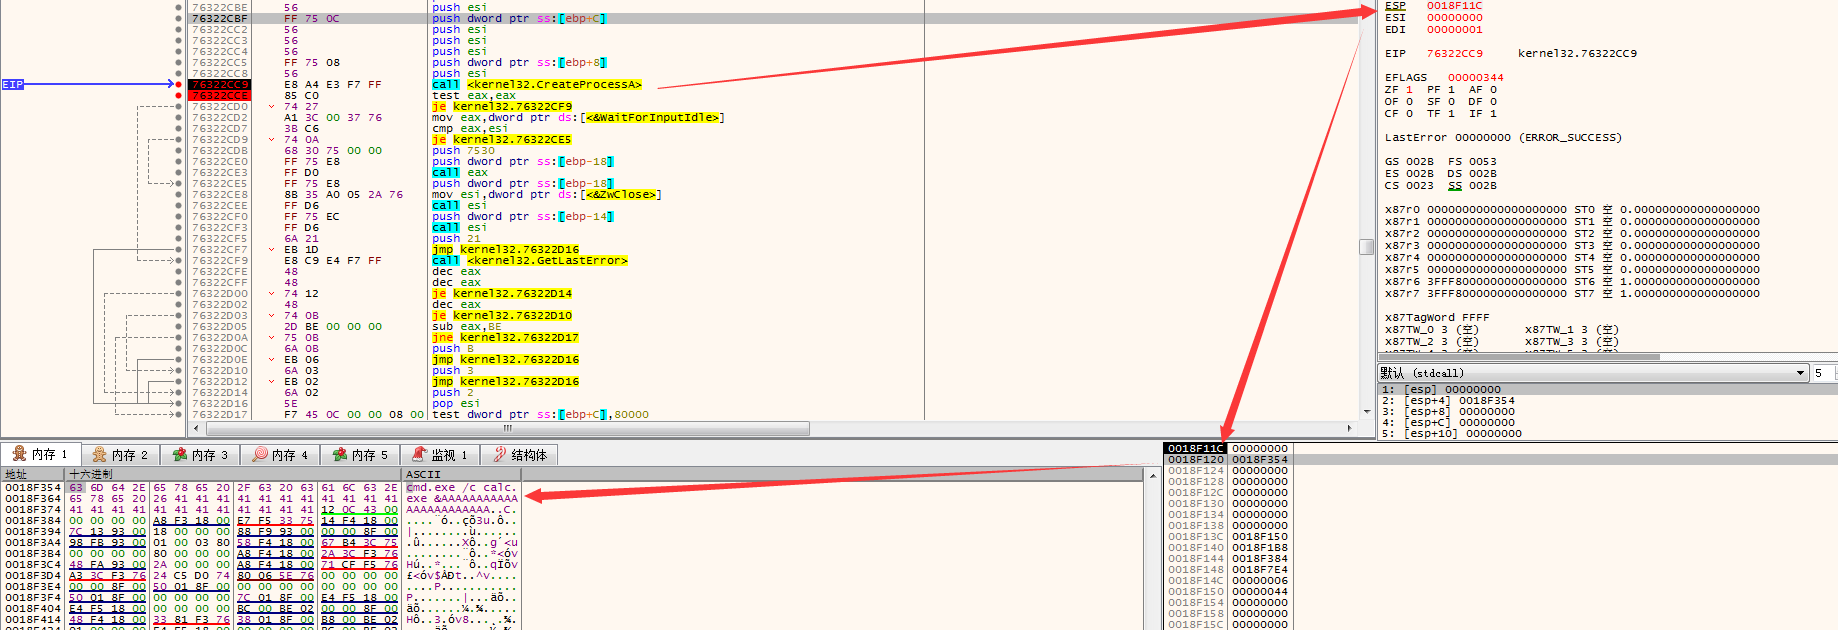 76322CBE 56 push esi
76322CBF FF 75 0C push dword ptr ss:[ebp+C]
76322CC2 56 push esi
76322CC3 56 push esi
76322CC4 56 push esi
76322CC5 FF 75 08 push dword ptr ss:[ebp+8]
76322CC8 56 push esi
EIP 76322CC9 E8 A4 E3 F7 FF call <kernel32.CreateProcessA>
76322CCE 85 C0 test eax,eax
76322CD0 74 27 je kernel32.76322CF9
76322CD2 A1 3C 00 37 76 mov eax,dword ptr ds:[<&WaitForInputIdle>]
76322CD7 3B C6 cmp eax,esi
76322CD9 74 0A je kernel32.76322CE5
76322CDB 68 30 75 00 00 push 7530
76322CE0 FF 75 E8 push dword ptr ss:[ebp-18]
76322CE3 FF D0 call eax
76322CE5 FF 75 E8 push dword ptr ss:[ebp-18]
76322CE8 8B 35 A0 05 2A 76 mov esi,dword ptr ds:[<&ZwClose>]
76322CEE FF D6 call esi
76322CF0 FF 75 EC push dword ptr ss:[ebp-14]
76322CF3 FF D6 call esi
76322CF5 6A 21 push 21
76322CF7 EB 1D jmp kernel32.76322D16
76322CF9 E8 C9 E4 F7 FF call <kernel32.GetLastError>
76322CFE 48 dec eax
76322CFF 48 dec eax
76322D00 74 12 je kernel32.76322D14
76322D02 48 dec eax
76322D03 74 0B je kernel32.76322D10
76322D05 2D BE 00 00 00 sub eax,BE
76322D0A 75 0B jne kernel32.76322D17
76322D0C 6A 0B push B
76322D0E EB 06 jmp kernel32.76322D16
76322D10 6A 03 push 3
76322D12 EB 02 jmp kernel32.76322D16
76322D14 6A 02 push 2
76322D16 5E pop esi
76322D17 F7 45 0C 00 00 08 00 test dword ptr ss:[ebp+C],80000
ESP 0018F11C
ESI 00000000
EDI 00000001
EIP 76322CC9 kernel32.76322CC9
EFLAGS 00000344
ZF 1 PF 1 AF 0
OF 0 SF 0 DF 0
CF 0 TF 1 IF 1
LastError 00000000 (ERROR_SUCCESS)
GS 002B FS 0053
ES 002B DS 002B
CS 0023 SS 002B
x87r0 00000000000000000000 ST0 空 0.000000000000000000
x87r1 00000000000000000000 ST1 空 0.000000000000000000
x87r2 00000000000000000000 ST2 空 0.000000000000000000
x87r3 00000000000000000000 ST3 空 0.000000000000000000
x87r4 00000000000000000000 ST4 空 0.000000000000000000
x87r5 00000000000000000000 ST5 空 0.000000000000000000
x87r6 3FFF8000000000000000 ST6 空 1.000000000000000000
x87r7 3FFF8000000000000000 ST7 空 1.000000000000000000
x87TagWord FFFF
x87TW_0 3 (空) x87TW_1 3 (空)
x87TW_2 3 (空) x87TW_3 3 (空)
默认 (stdcall) 5
1: [esp] 00000000
2: [esp+4] 0018F354
3: [esp+8] 00000000
4: [esp+C] 00000000
5: [esp+10] 00000000
内存 1 内存 2 内存 3 内存 4 内存 5 监视 1 结构体
地址 十六进制 ASCII
0018F354 63 6D 64 2E 65 78 65 20 2F 63 20 63 61 6C 63 2E cmd.exe /c calc.
0018F364 65 78 65 20 26 41 41 41 41 41 41 41 41 41 41 41 exe &AAAAAAAAAAA
0018F374 41 41 41 41 41 41 41 41 41 41 41 41 12 0C 43 00 AAAAAAAAAAAA..C.
0018F384 00 00 00 00 A8 F3 18 00 E7 F5 33 75 14 F4 18 00
0018F394 7C 13 93 00 18 00 00 00 88 F9 93 00 00 00 8F 00
0018F3A4 98 FB 93 00 01 00 03 80 58 F4 18 00 67 B4 3C 75
0018F3B4 00 00 00 00 80 00 00 00 A8 F4 18 00 2A 3C F3 76
0018F3C4 48 FA 93 00 2A 00 00 00 A8 F4 18 00 71 CF F5 76
0018F3D4 A3 3C F3 76 24 C5 D0 74 80 06 5E 76 00 00 00 00
0018F3E4 00 00 8F 00 50 01 8F 00 00 00 00 00 00 00 00 00
0018F3F4 50 01 8F 00 00 00 00 00 7C 01 8F 00 E4 F5 18 00
0018F404 E4 F5 18 00 00 00 00 00 BC 00 BE 02 00 00 8F 00
0018F414 48 F4 18 00 33 81 F3 76 38 01 8F 00 B8 00 BE 02
0018F11C 00000000
0018F120 0018F354
0018F124 00000000
0018F128 00000000
0018F12C 00000000
0018F130 00000000
0018F134 00000000
0018F138 00000000
0018F13C 0018F150
0018F140 0018F1B8
0018F144 0018F384
0018F148 0018F7E4
0018F14C 00000006
0018F150 00000044
0018F154 00000000
0018F158 00000000
0018F15C 00000000